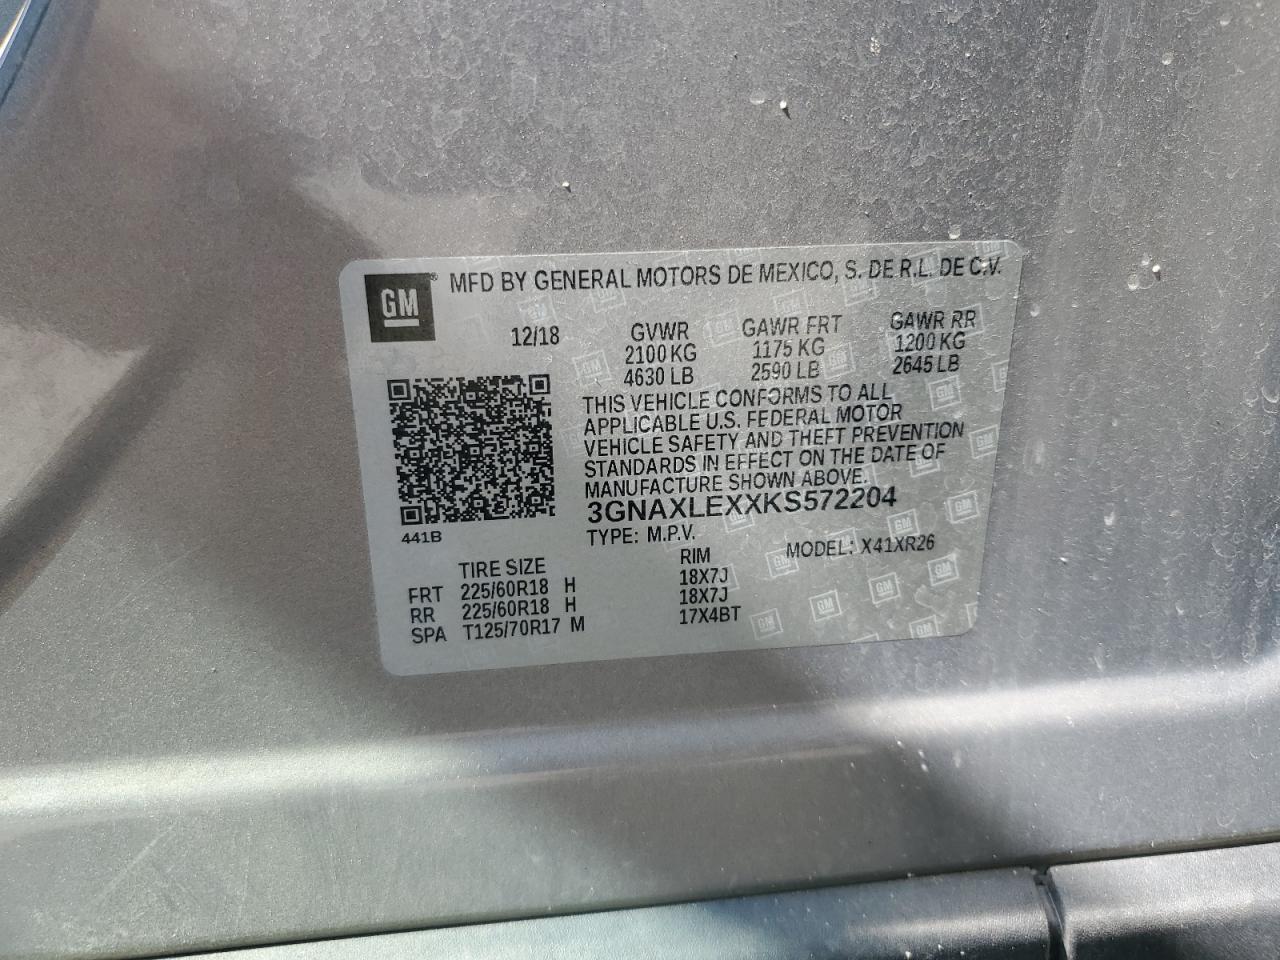 GM® MFD BY GENERAL MOTORS DE MEXICO, S. DE R.L. DE C.V.
12/18 GVWR GAWR FRT GAWR RR
2100 KG 1175 KG 1200 KG
4630 LB 2590 LB 2645 LB
THIS VEHICLE CONFORMS TO ALL
APPLICABLE U.S. FEDERAL MOTOR
VEHICLE SAFETY AND THEFT PREVENTION
STANDARDS IN EFFECT ON THE DATE OF
MANUFACTURE SHOWN ABOVE.
3GNAXLEXXKS572204
441B
TYPE: M.P.V. MODEL: X41XR26
TIRE SIZE RIM
FRT 225/60R18 H 18X7J
RR 225/60R18 H 18X7J
SPA T125/70R17 M 17X4BT